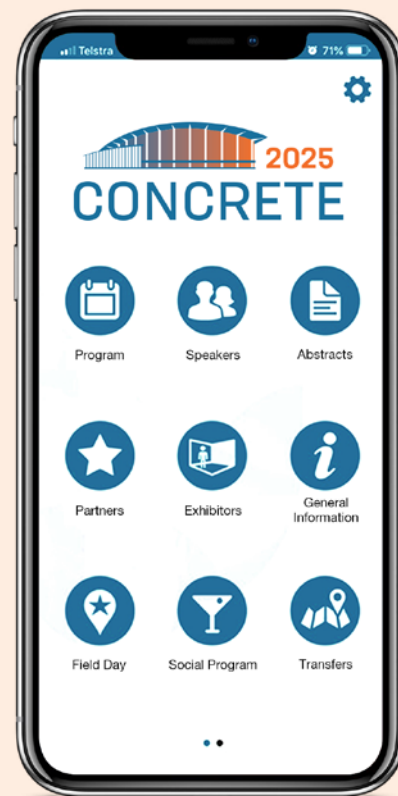 Telstra
71%
2025
CONCRETE
Program
Speakers
Abstracts
Partners
Exhibitors
General
Information
Field Day
Social Program
Transfers